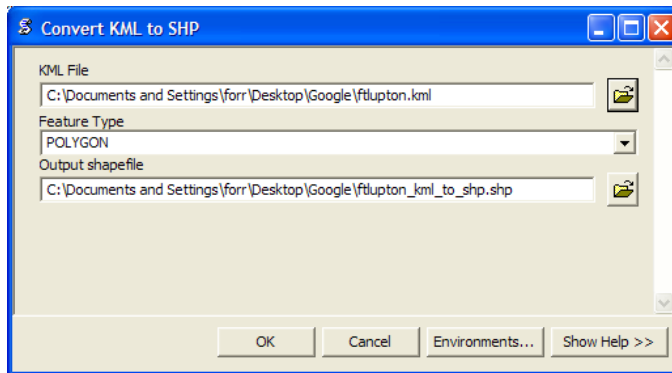 Convert KML to SHP
KML File
C:\Documents and Settings\forr\Desktop\Google\ftlupton.kml
Feature Type
POLYGON
Output shapefile
C:\Documents and Settings\forr\Desktop\Google\ftlupton_kml_to_shp.shp
OK Cancel Environments... Show Help >>